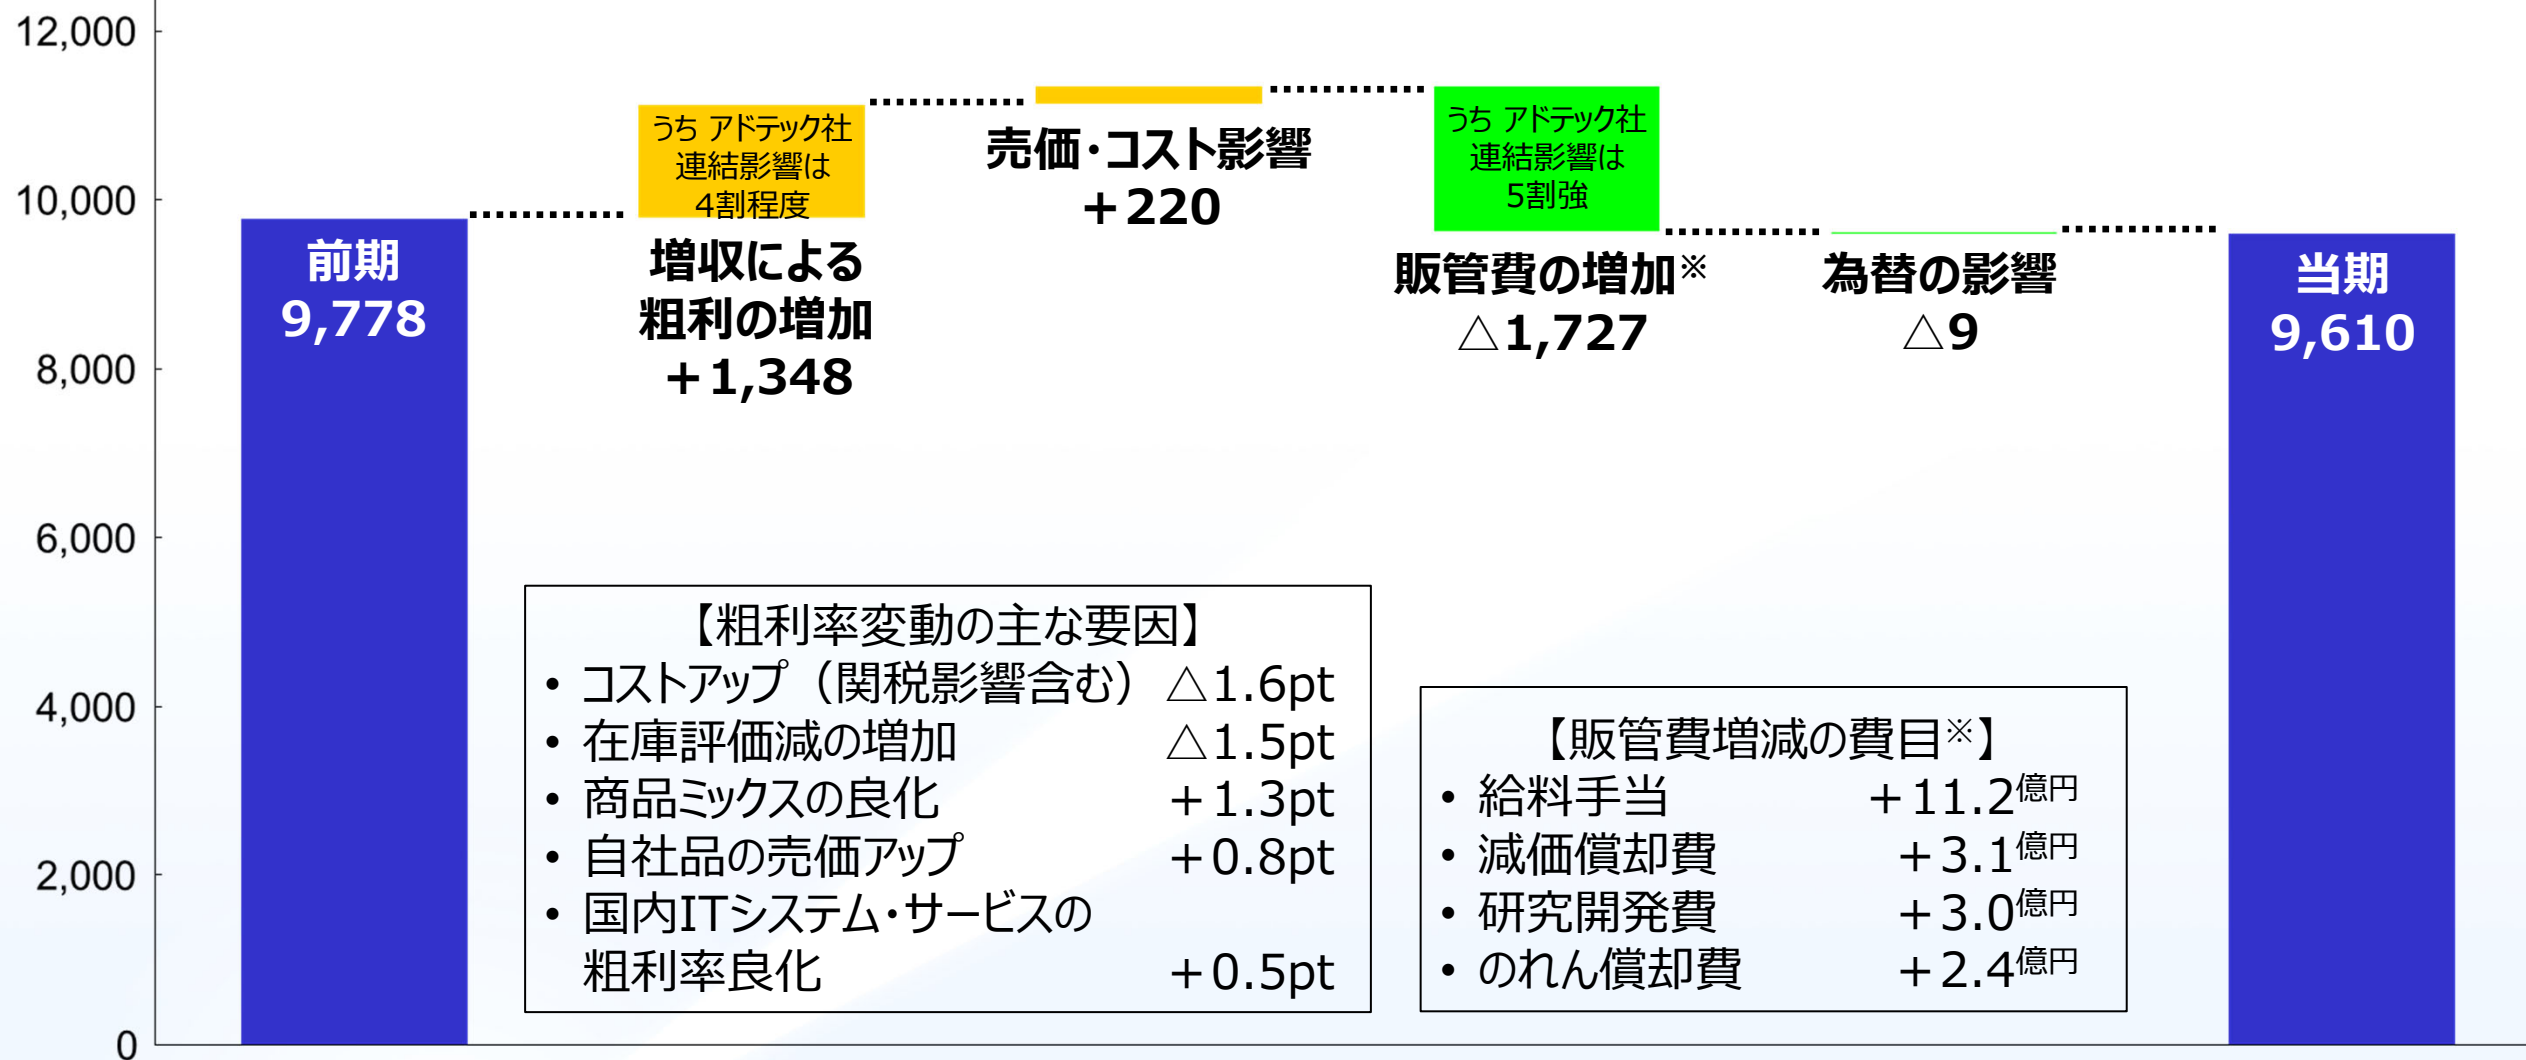 12,000
10,000
8,000
6,000
4,000
2,000
0
前期
9,778
うち アドテック社
連結影響は
4割程度
増収による
粗利の増加
+1,348
売価・コスト影響
+220
うち アドテック社
連結影響は
5割強
販管費の増加※
△1,727
為替の影響
△9
当期
9,610
【粗利率変動の主な要因】
• コストアップ（関税影響含む） △1.6pt
• 在庫評価減の増加 △1.5pt
• 商品ミックスの良化 +1.3pt
• 自社品の売価アップ +0.8pt
• 国内ITシステム・サービスの
粗利率良化 +0.5pt
【販管費増減の費目※】
• 給料手当 +11.2億円
• 減価償却費 +3.1億円
• 研究開発費 +3.0億円
• のれん償却費 +2.4億円